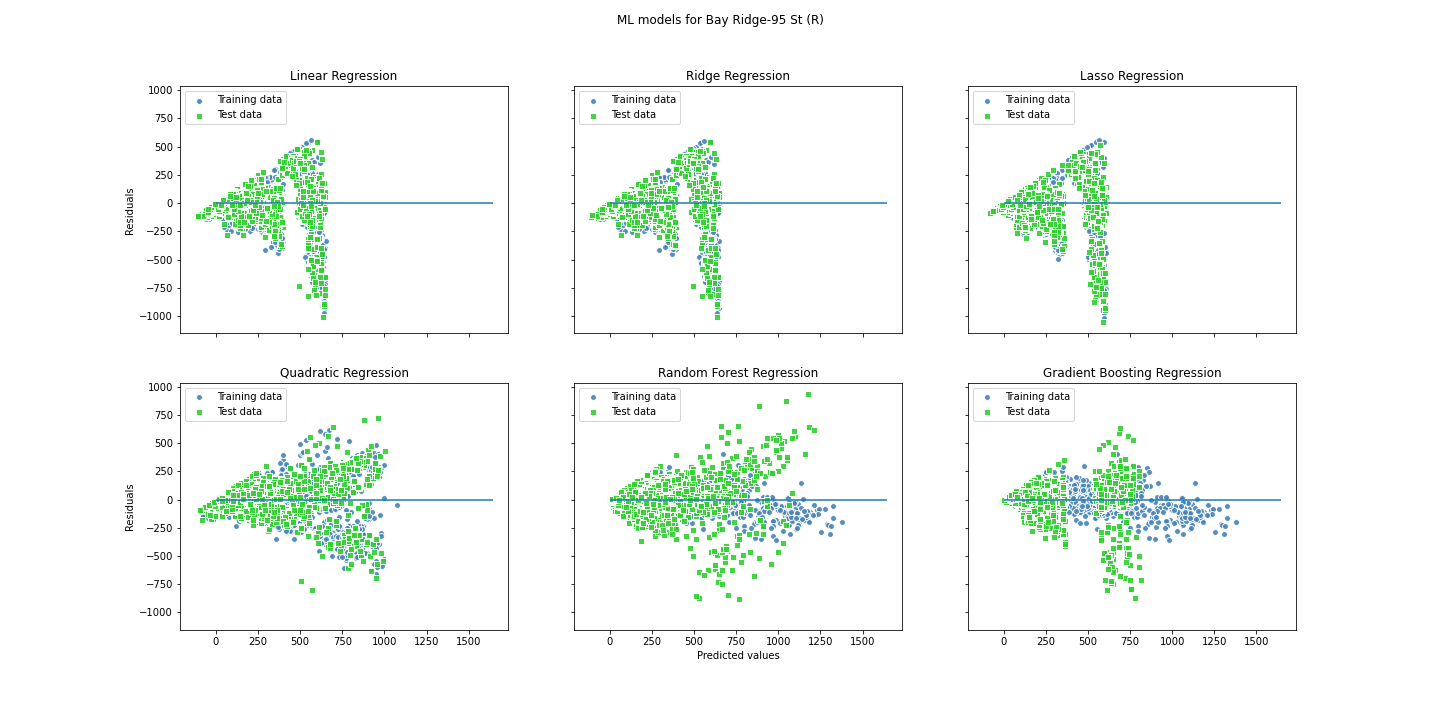 ML models for Bay Ridge-95 St (R)
Linear Regression
Ridge Regression
Lasso Regression
Training data
Test data
Training data
Test data
Training data
Test data
1000
750
500
250
0
−250
−500
−750
−1000
Residuals
Quadratic Regression
Random Forest Regression
Gradient Boosting Regression
Training data
Test data
Training data
Test data
Training data
Test data
1000
750
500
250
0
−250
−500
−750
−1000
Residuals
0 250 500 750 1000 1250 1500
0 250 500 750 1000 1250 1500
0 250 500 750 1000 1250 1500
Predicted values